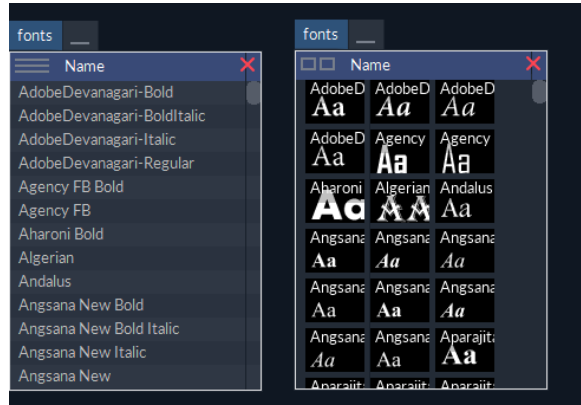 fonts
Name
AdobeDevanagari-Bold
AdobeDevanagari-BoldItalic
AdobeDevanagari-Italic
AdobeDevanagari-Regular
Agency FB Bold
Agency FB
Aharoni Bold
Algerian
Andalus
Angsana New Bold
Angsana New Bold Italic
Angsana New Italic
Angsana New
fonts
Name
AdobeD AdobeD AdobeD
Aa Aa Aa
AdobeD Agency Agency
Aa Aa Aa
Aharoni Algerian Andalus
Aa Aa Aa
Angsana Angsana Angsana
Aa Aa Aa
Angsana Angsana Angsana
Aa Aa Aa
Angsana Angsana Aparajita
Aa Aa Aa
Aparajita Aparajita Aparajita